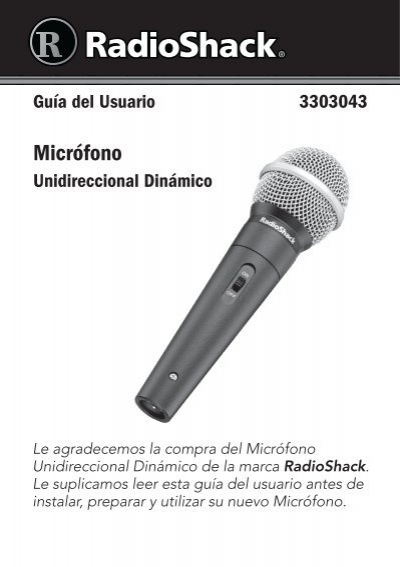 R RadioShack®
Guía del Usuario 3303043
Micrófono
Unidireccional Dinámico
RadioShack
Le agradecemos la compra del Micrófono
Unidireccional Dinámico de la marca RadioShack.
Le suplicamos leer esta guía del usuario antes de
instalar, preparar y utilizar su nuevo Micrófono.